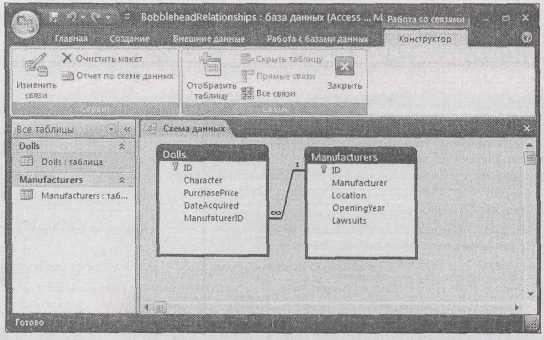 BobbleheadRelationships : база данных (Access ... М Работа со связями
Главная Создание Внешние данные Работа с базами данных Конструктор
Изменить связи
Очистить макет
Отчет по схеме данных
Сервис
Отобразить таблицу
Скрыть таблицу
Прямые связи
Все связи
Закрыть
Связи
Все таблицы
Dolls
Dolls : таблица
Manufacturers
Manufacturers : таб...
Схема данных
Dolls
ID
Character
PurchasePrice
DateAcquired
ManufaturerID
∞
1
Manufacturers
ID
Manufacturer
Location
OpeningYear
Lawsuits
Готово